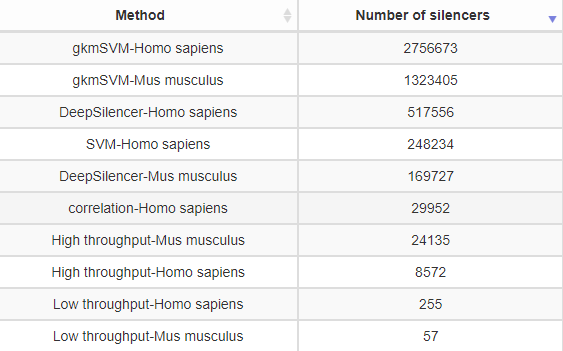 Method Number of silencers
gkmSVM-Homo sapiens 2756673
gkmSVM-Mus musculus 1323405
DeepSilencer-Homo sapiens 517556
SVM-Homo sapiens 248234
DeepSilencer-Mus musculus 169727
correlation-Homo sapiens 29952
High throughput-Mus musculus 24135
High throughput-Homo sapiens 8572
Low throughput-Homo sapiens 255
Low throughput-Mus musculus 57